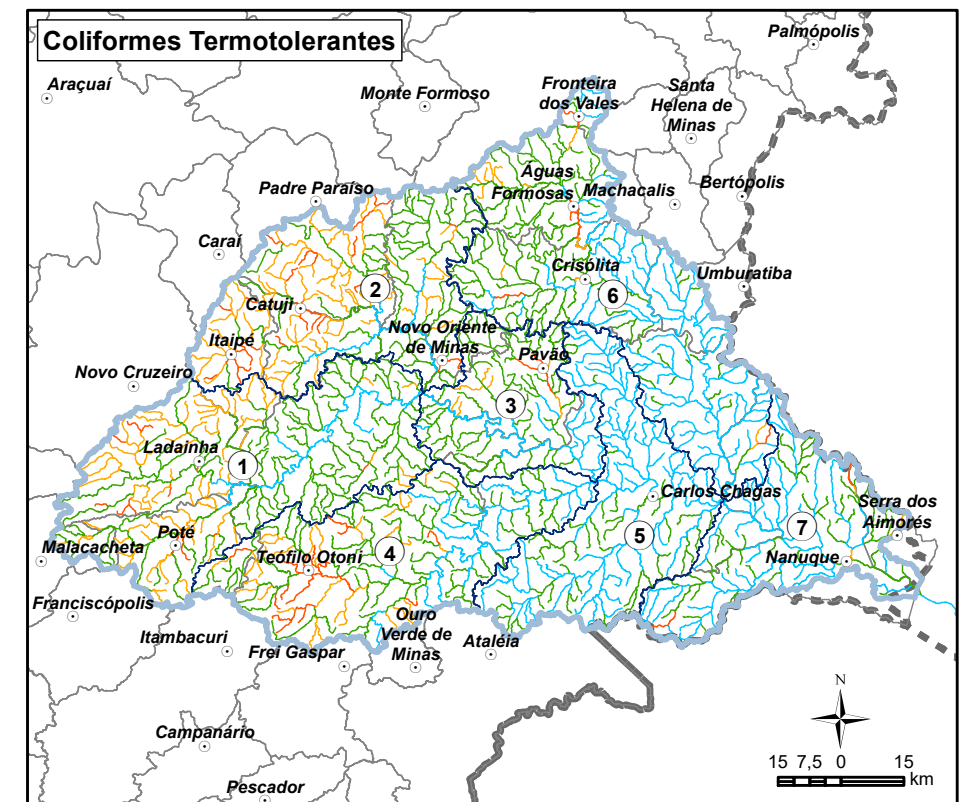 Coliformes Termotolerantes
Palmópolis
Araçuaí
Monte Formoso
Fronteira
dos Vales
Santa
Helena de
Minas
Padre Paraíso
Águas
Formosas
Machacalis
Bertópolis
Caraí
Crisólita
Umburatiba
2
6
Catuji
Itaipé
Novo Oriente
de Minas
Pavão
Novo Cruzeiro
3
Ladainha
1
Carlos Chagas
Serra dos
Aimorés
Poté
Malacacheta
Teófilo Otoni
4
5
7
Nanuque
Franciscópolis
Itambacuri
Ouro
Verde de
Minas
Frei Gaspar
Ataléia
N
Campanário
Pescador
15 7,5 0 15
km